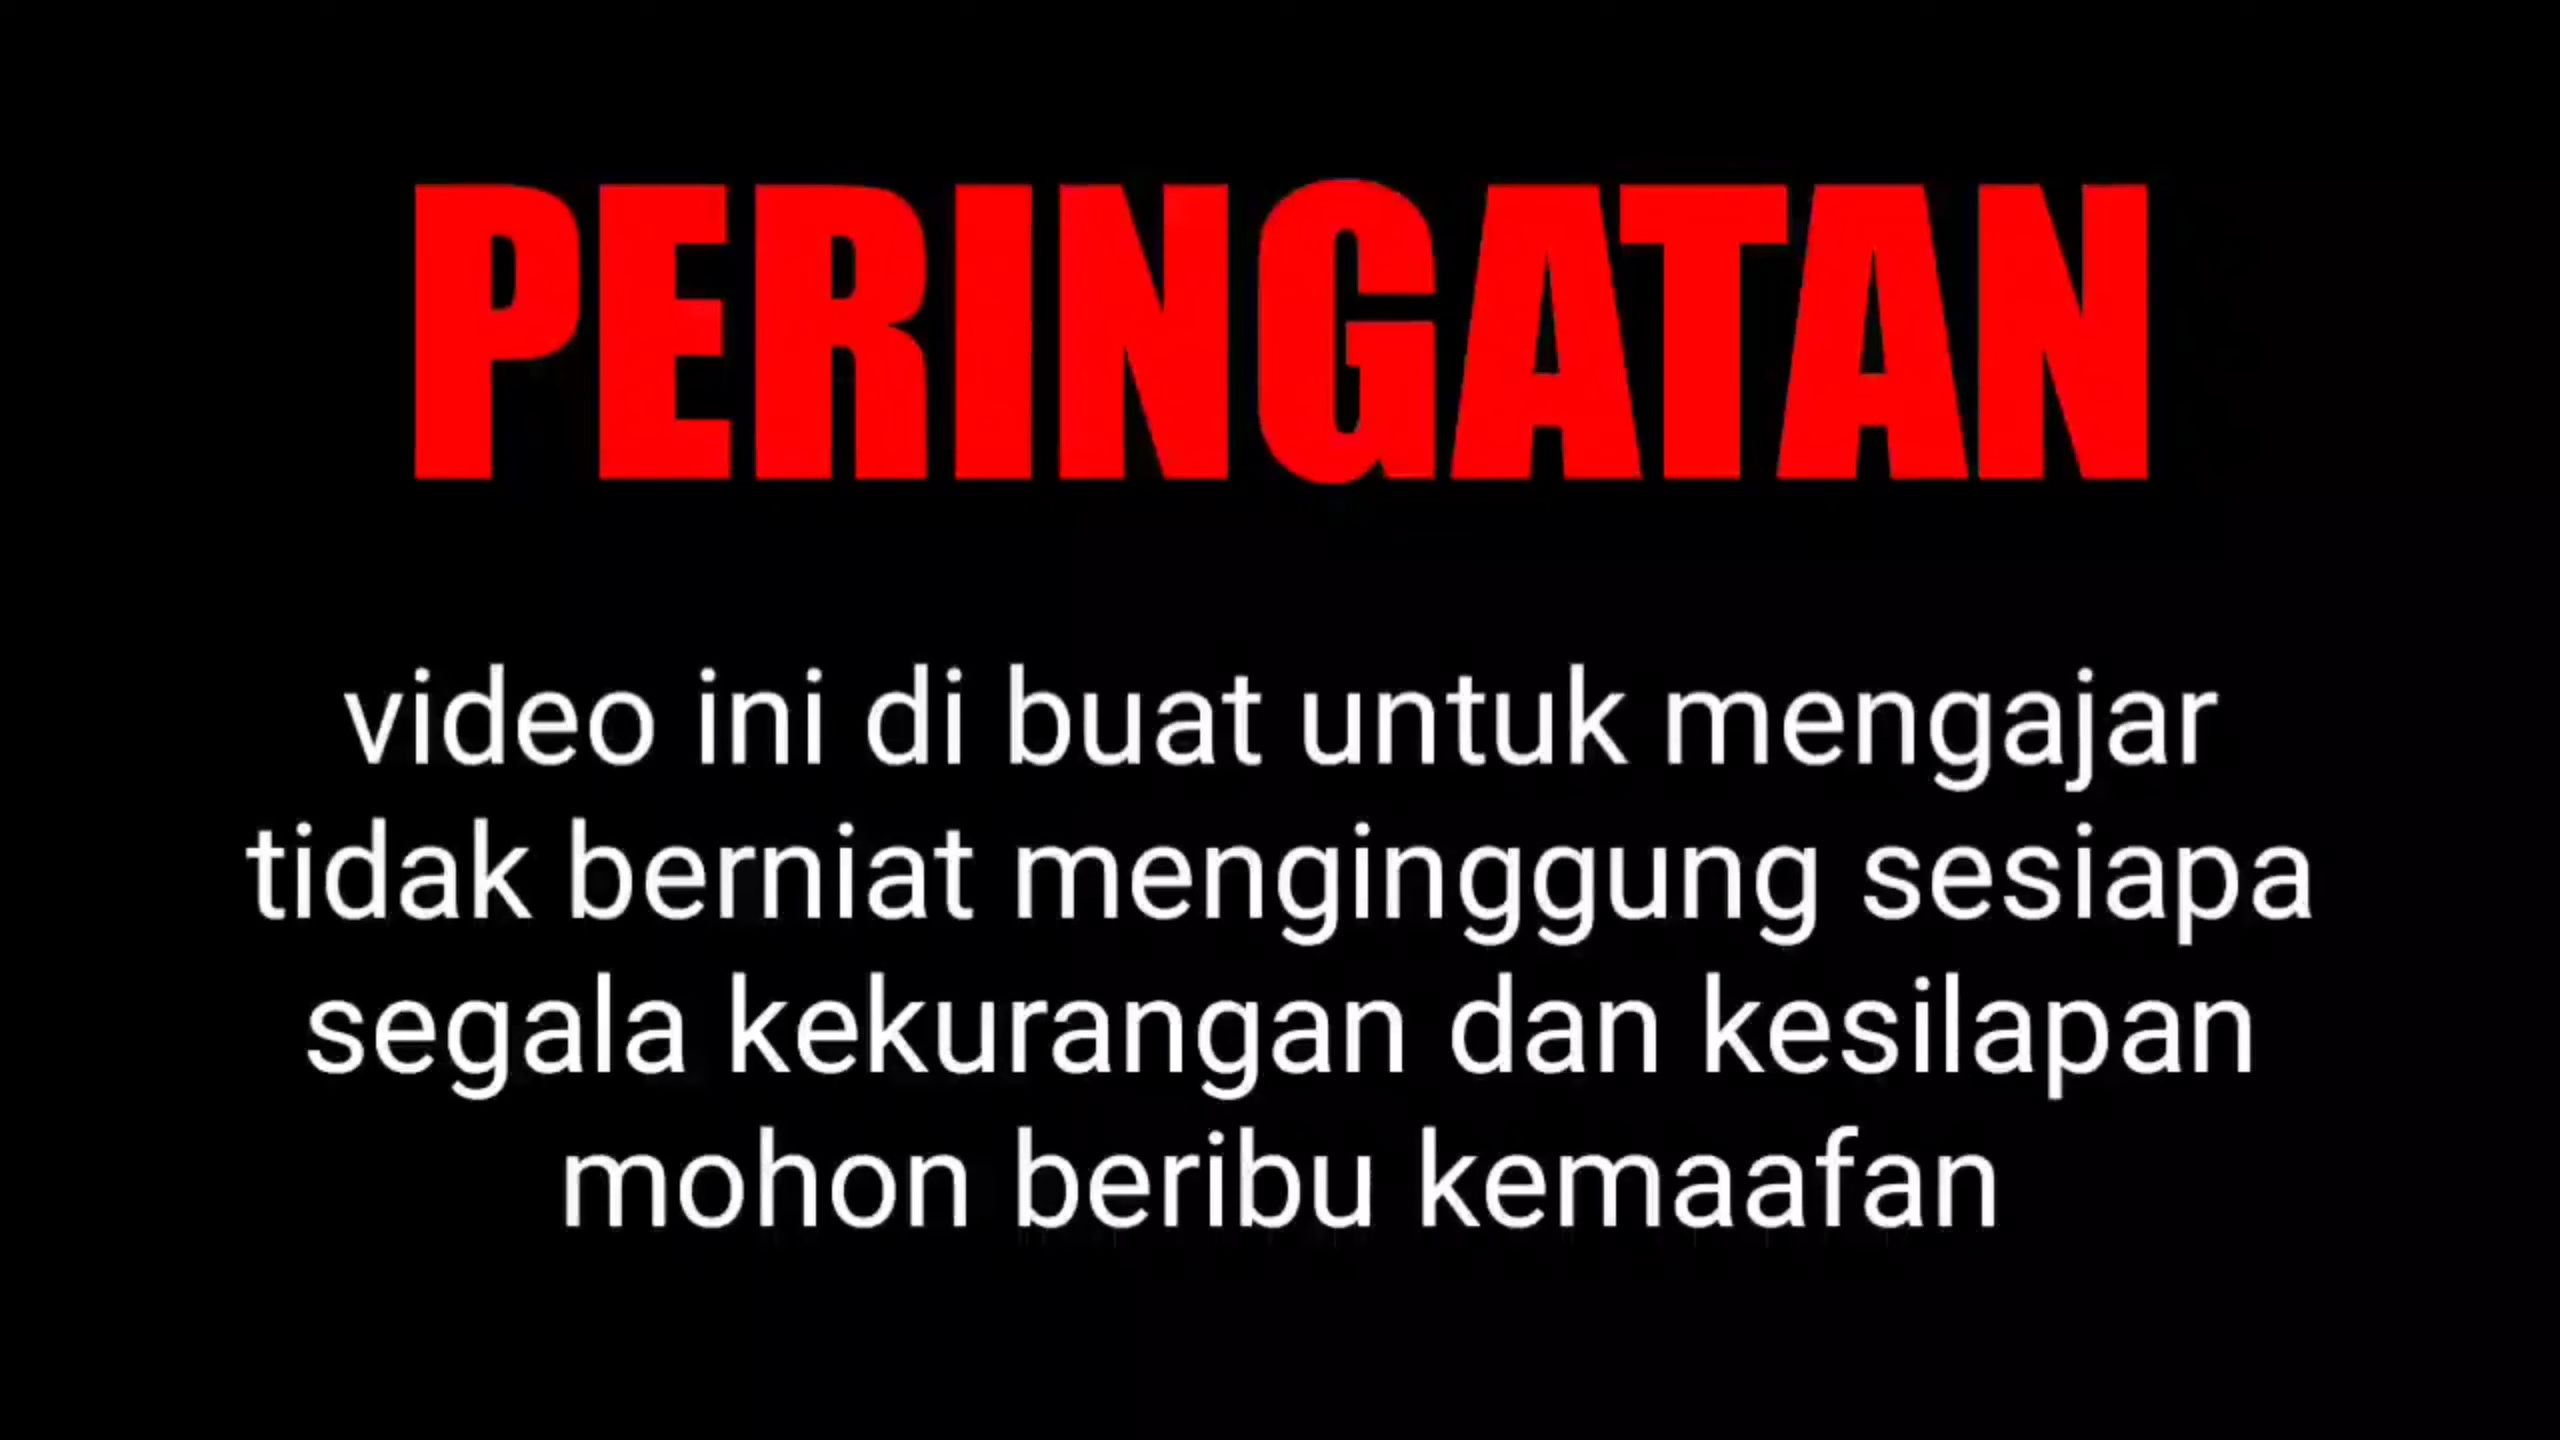 PERINGATAN
video ini di buat untuk mengajar
tidak berniat menginggung sesiapa
segala kekurangan dan kesilapan
mohon beribu kemaafan